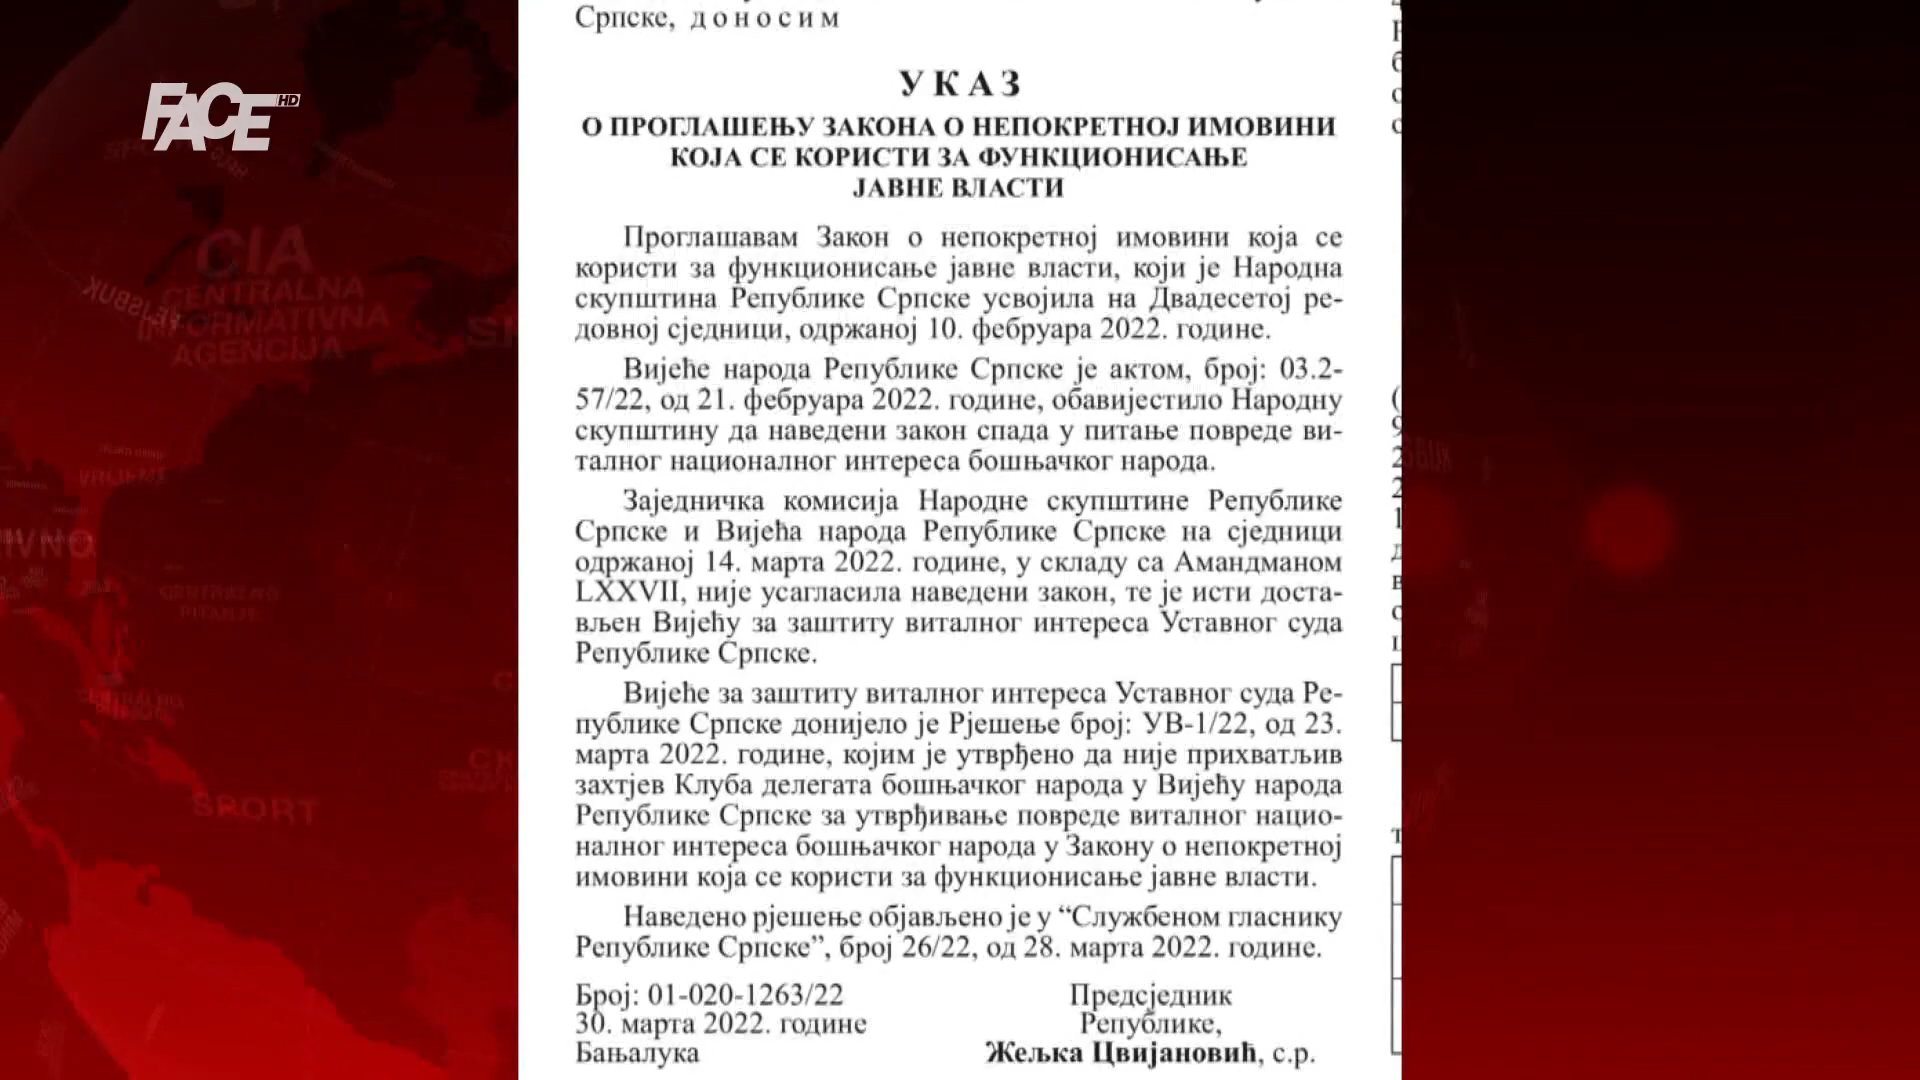 Српске, д о н о с и м
FACE HD
У К А З
О ПРОГЛАШЕЊУ ЗАКОНА О НЕПОКРЕТНОЈ ИМОВИНИ
КОЈА СЕ КОРИСТИ ЗА ФУНКЦИОНИСАЊЕ
ЈАВНЕ ВЛАСТИ
Проглашавам Закон о непокретној имовини која се
користи за функционисање јавне власти, који је Народна
скупштина Републике Српске усвојила на Двадесетој ре-
довној сједници, одржаној 10. фебруара 2022. године.
Вијеће народа Републике Српске је актом, број: 03.2-
57/22, од 21. фебруара 2022. године, обавијестило Народну
скупштину да наведени закон спада у питање повреде ви-
талног националног интереса бошњачког народа.
Заједничка комисија Народне скупштине Републике
Српске и Вијећа народа Републике Српске на сједници
одржаној 14. марта 2022. године, у складу са Амандманом
LXXVII, није усагласила наведени закон, те је исти доста-
вљен Вијећу за заштиту виталног интереса Уставног суда
Републике Српске.
Вијеће за заштиту виталног интереса Уставног суда Ре-
публике Српске донијело је Рјешење број: УВ-1/22, од 23.
марта 2022. године, којим је утврђено да није прихватљив
захтјев Клуба делегата бошњачког народа у Вијећу народа
Републике Српске за утврђивање повреде виталног нацио-
налног интереса бошњачког народа у Закону о непокретној
имовини која се користи за функционисање јавне власти.
Наведено рјешење објављено је у “Службеном гласнику
Републике Српске”, број 26/22, од 28. марта 2022. године.
Број: 01-020-1263/22
30. марта 2022. године
Бањалука
Предсједник
Републике,
Жељка Цвијановић, с.р.
CIA
CENTRALNA
INFORMATIVNA
AGENCIJA
VRIJEME
CENTRALNO
PITANJE
SPORT